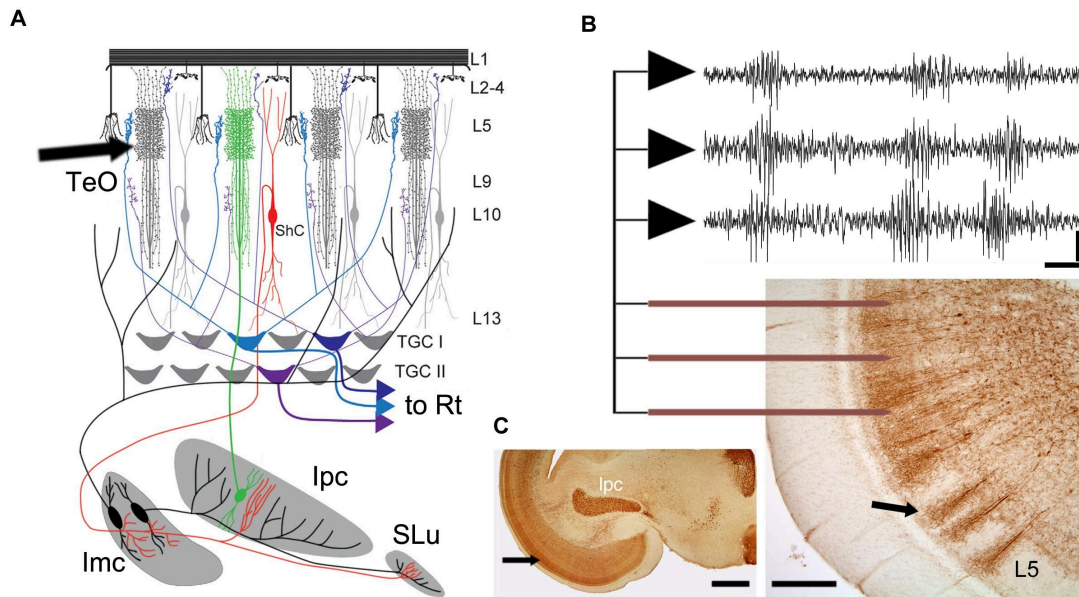 A
L1
L2-4
L5
TeO
L9
L10
ShC
L13
TGC I
TGC II
to Rt
Ipc
SLu
Imc
B
C
Ipc
L5